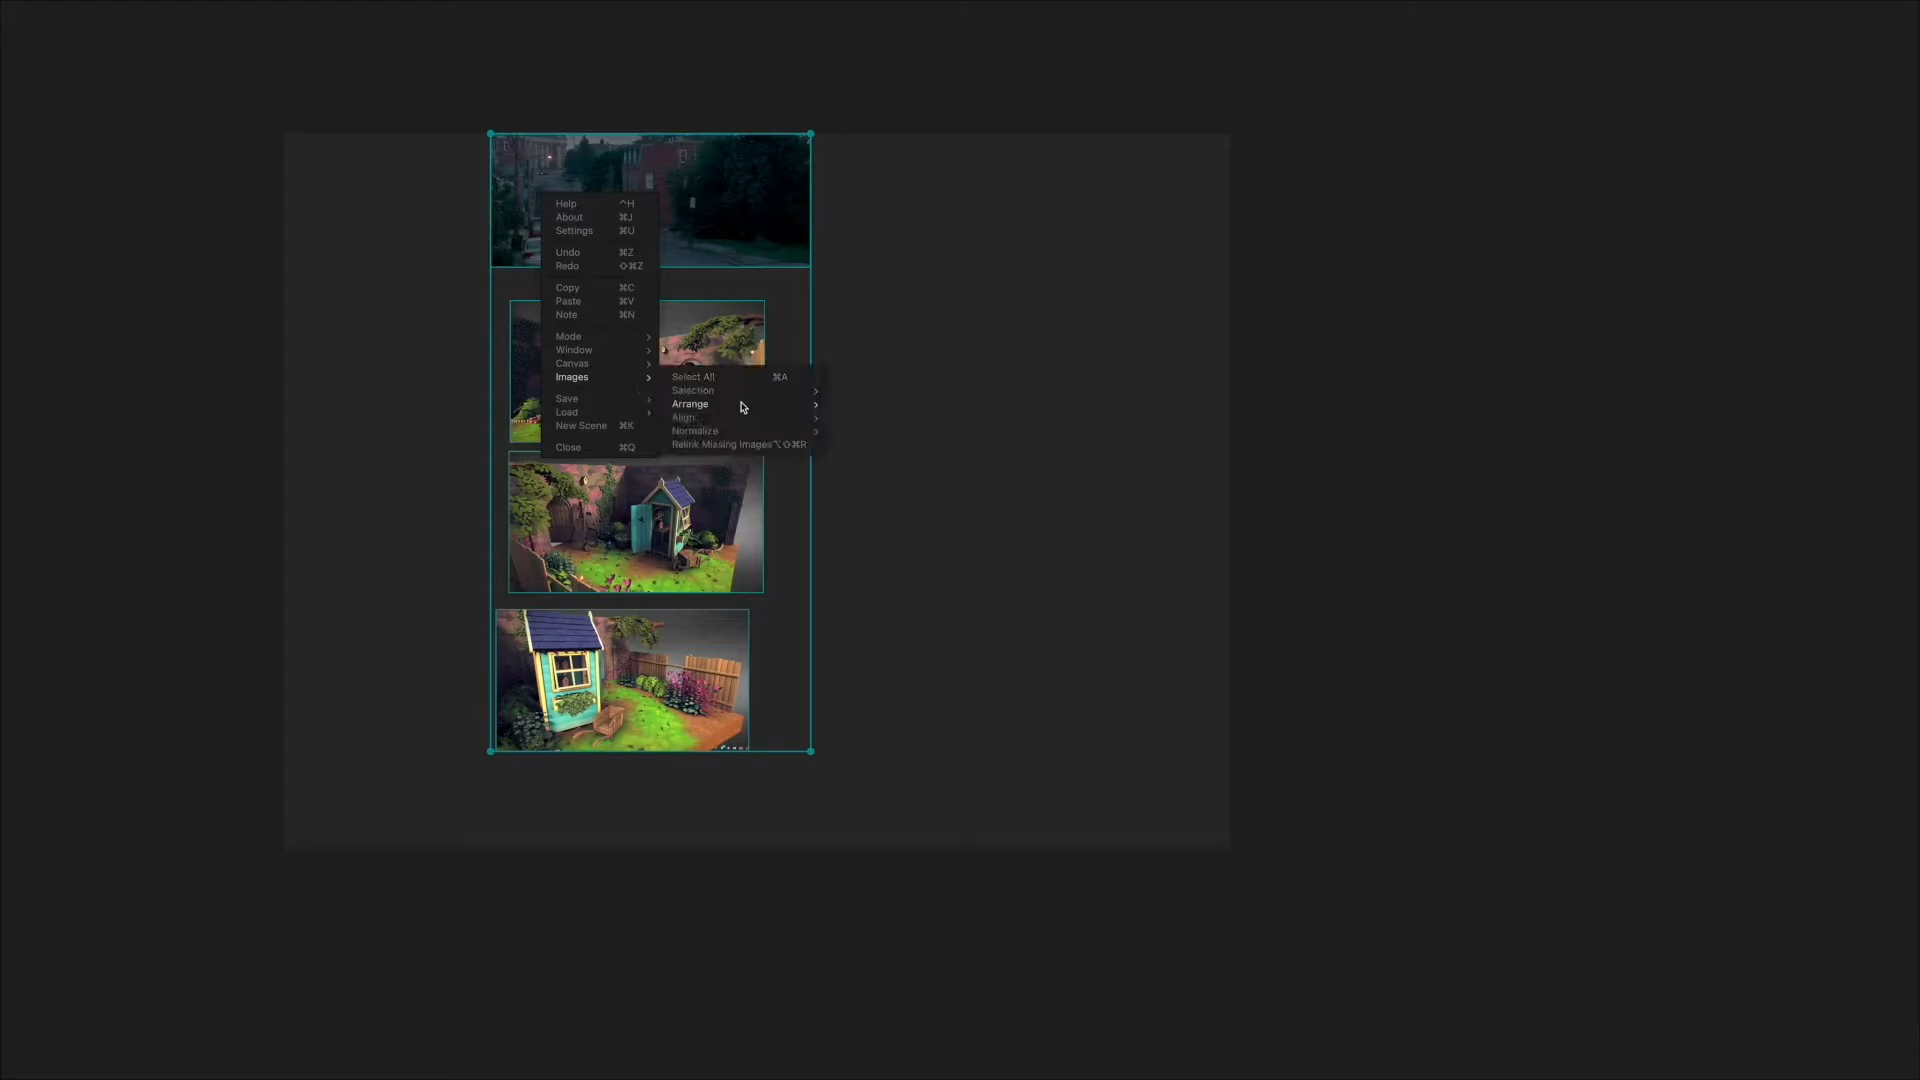 Help ^H
About ⌘J
Settings ⌘U
Undo ⌘Z
Redo ⇧⌘Z
Copy ⌘C
Paste ⌘V
Note ⌘N
Mode
Window
Canvas
Images
Save
Load
New Scene ⌘K
Close ⌘Q
Select All ⌘A
Selection
Arrange
Align
Normalize
Relink Missing Images ⌥⇧⌘R